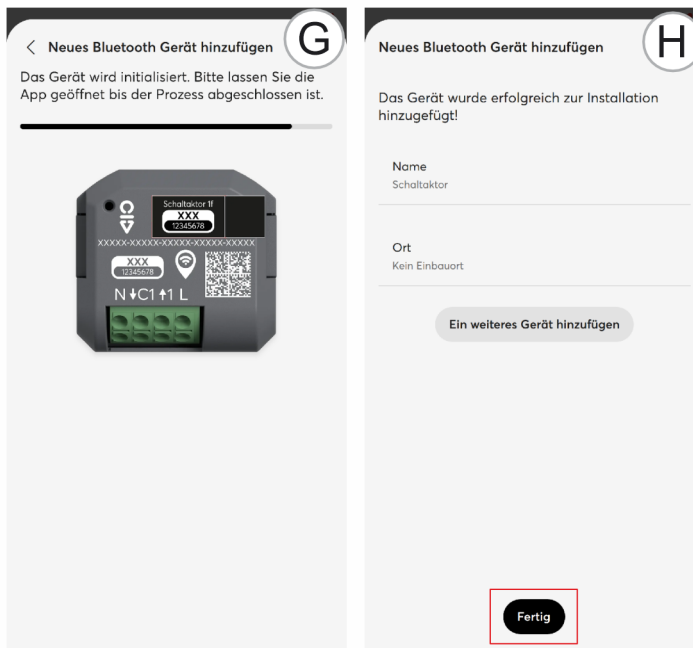 Neues Bluetooth Gerät hinzufügen
G
Das Gerät wird initialisiert. Bitte lassen Sie die
App geöffnet bis der Prozess abgeschlossen ist.
Schaltaktor 1f
XXX
12345678
XXXXX-XXXXX-XXXXX-XXXXX-XXXXX
XXX
12345678
N ↓C1 ↑1 L
Neues Bluetooth Gerät hinzufügen
H
Das Gerät wurde erfolgreich zur Installation
hinzugefügt!
Name
Schaltaktor
Ort
Kein Einbauort
Ein weiteres Gerät hinzufügen
Fertig